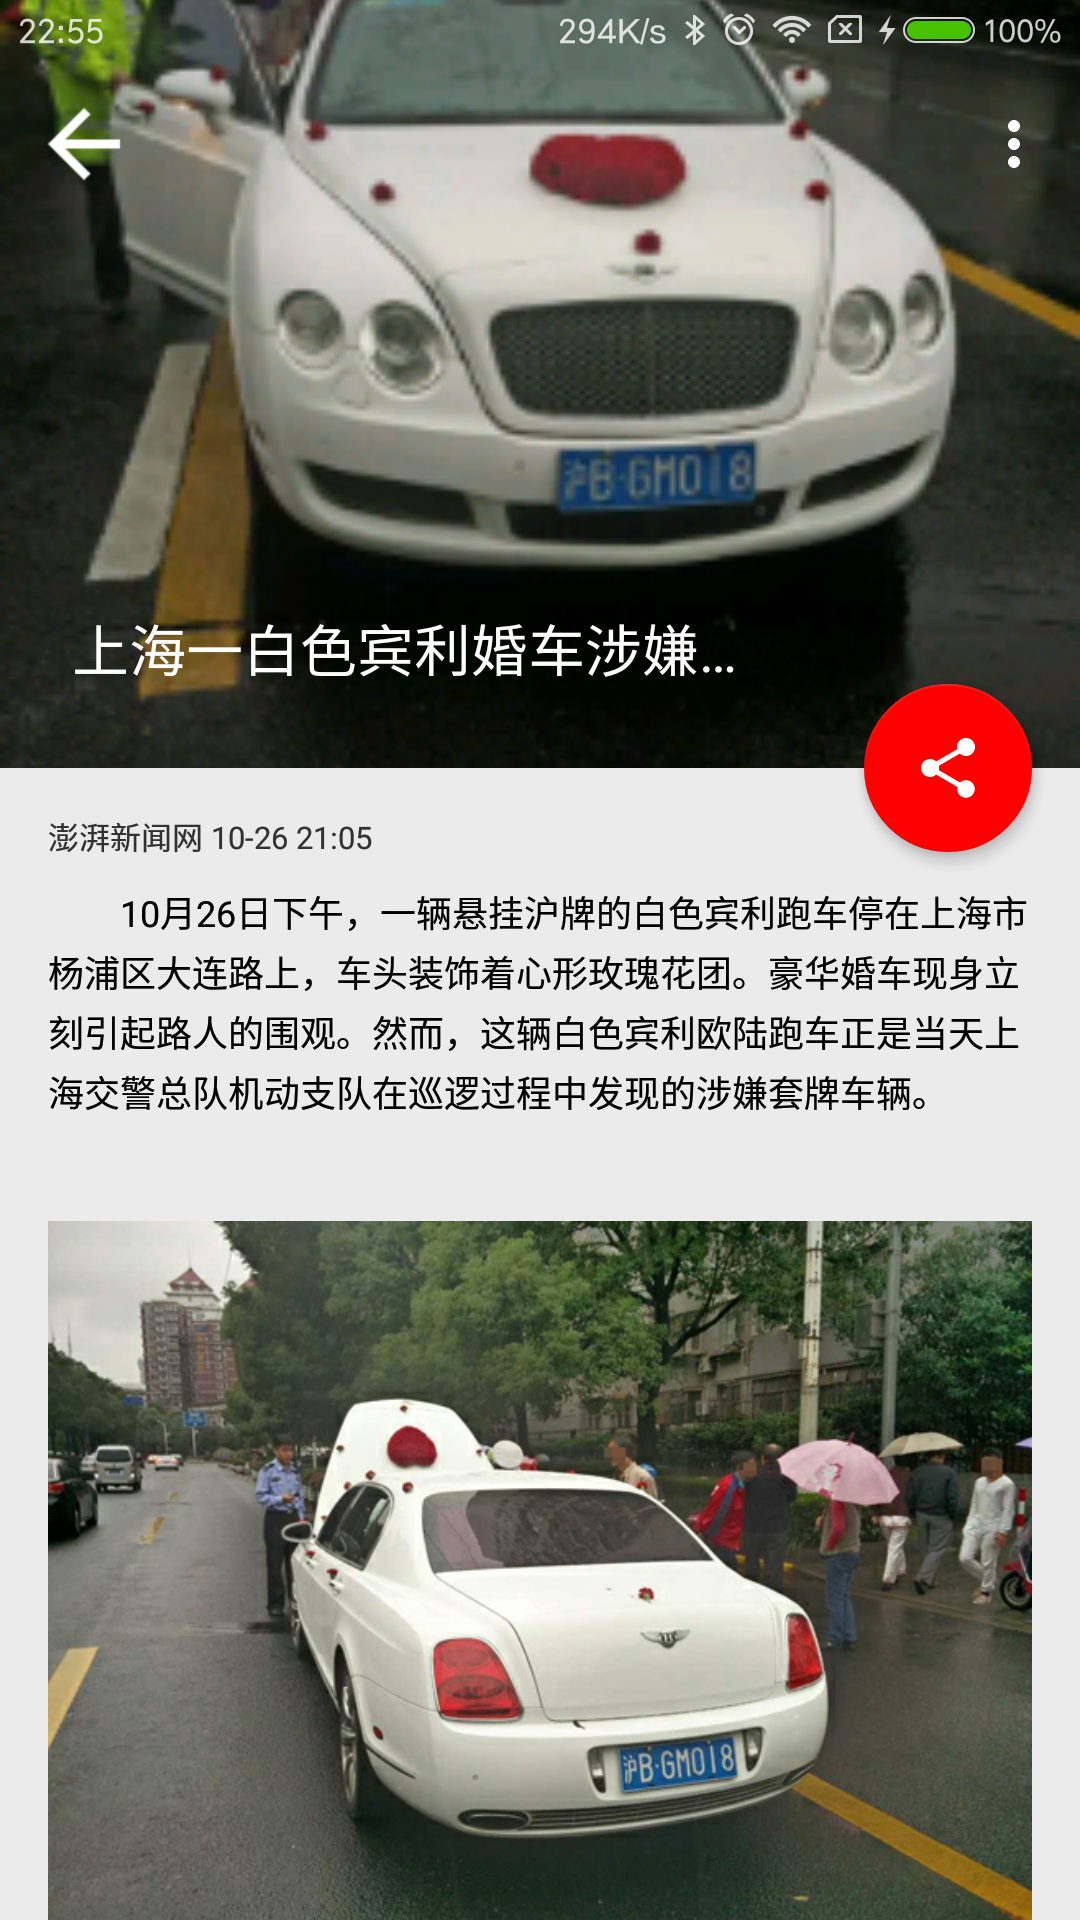 22:55 294K/s 100%
沪B·GM018
上海一白色宾利婚车涉嫌...
澎湃新闻网 10-26 21:05
10月26日下午，一辆悬挂沪牌的白色宾利跑车停在上海市
杨浦区大连路上，车头装饰着心形玫瑰花团。豪华婚车现身立
刻引起路人的围观。然而，这辆白色宾利欧陆跑车正是当天上
海交警总队机动支队在巡逻过程中发现的涉嫌套牌车辆。
沪B·GM018